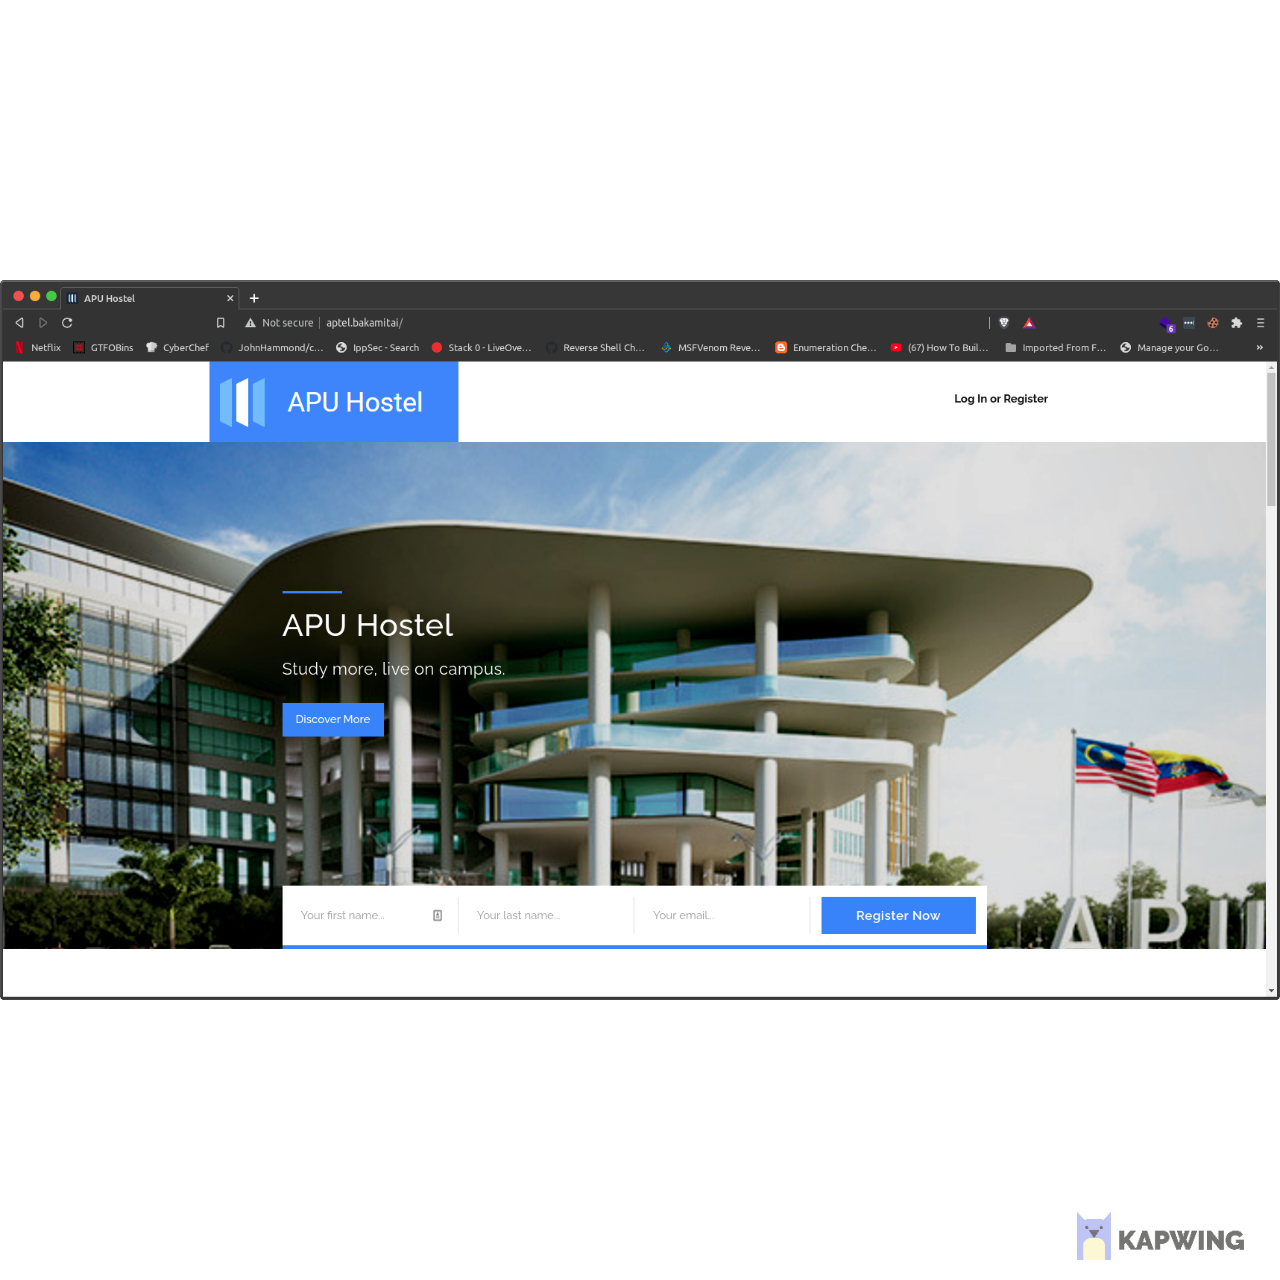 APU Hostel
Not secure aptel.bakamitai/
6
Netflix GTFOBins CyberChef JohnHammond/c... IppSec - Search Stack 0 - LiveOve... Reverse Shell Ch... MSFVenom Reve... Enumeration Che... (67) How To Buil... Imported From F... Manage your Go...
APU Hostel
Log In or Register
APU Hostel
Study more, live on campus.
Discover More
Your first name... Your last name... Your email... Register Now
APU
KAPWING